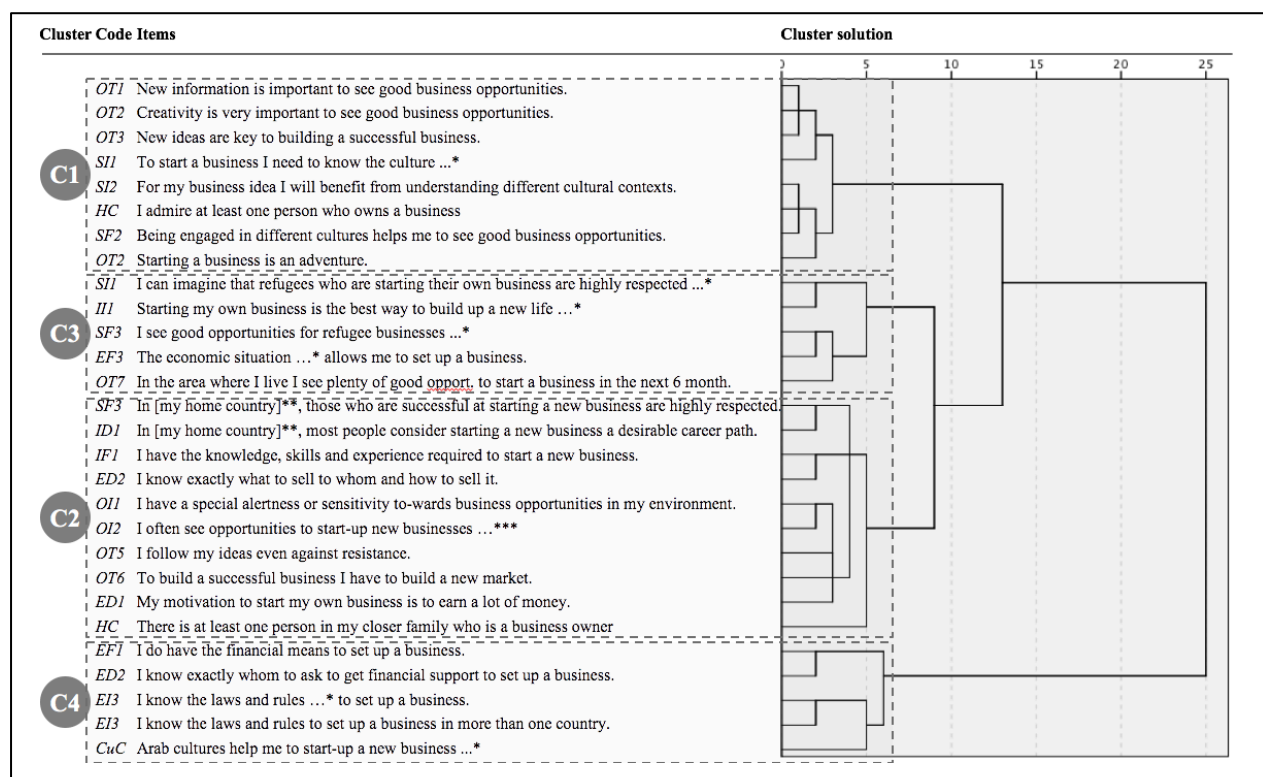 Cluster Code Items Cluster solution
0 5 10 15 20 25
OT1 New information is important to see good business opportunities.
OT2 Creativity is very important to see good business opportunities.
OT3 New ideas are key to building a successful business.
SI1 To start a business I need to know the culture ...*
C1
SI2 For my business idea I will benefit from understanding different cultural contexts.
HC I admire at least one person who owns a business
SF2 Being engaged in different cultures helps me to see good business opportunities.
OT2 Starting a business is an adventure.
SI1 I can imagine that refugees who are starting their own business are highly respected ...*
II1 Starting my own business is the best way to build up a new life …*
C3
SF3 I see good opportunities for refugee businesses ...*
EF3 The economic situation …* allows me to set up a business.
OT7 In the area where I live I see plenty of good opport. to start a business in the next 6 month.
SF3 In [my home country]**, those who are successful at starting a new business are highly respected.
ID1 In [my home country]**, most people consider starting a new business a desirable career path.
IF1 I have the knowledge, skills and experience required to start a new business.
ED2 I know exactly what to sell to whom and how to sell it.
OI1 I have a special alertness or sensitivity to-wards business opportunities in my environment.
C2
OI2 I often see opportunities to start-up new businesses …***
OT5 I follow my ideas even against resistance.
OT6 To build a successful business I have to build a new market.
ED1 My motivation to start my own business is to earn a lot of money.
HC There is at least one person in my closer family who is a business owner
EF1 I do have the financial means to set up a business.
ED2 I know exactly whom to ask to get financial support to set up a business.
C4
EI3 I know the laws and rules …* to set up a business.
EI3 I know the laws and rules to set up a business in more than one country.
CuC Arab cultures help me to start-up a new business ...*